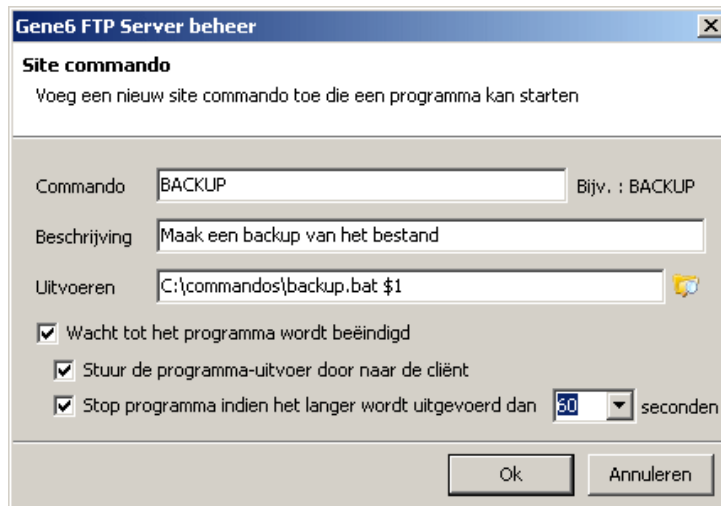 Gene6 FTP Server beheer
Site commando
Voeg een nieuw site commando toe die een programma kan starten
Commando BACKUP Bijv. : BACKUP
Beschrijving Maak een backup van het bestand
Uitvoeren C:\commandos\backup.bat $1
Wacht tot het programma wordt beëindigd
Stuur de programma-uitvoer door naar de cliënt
Stop programma indien het langer wordt uitgevoerd dan 60 seconden
Ok Annuleren